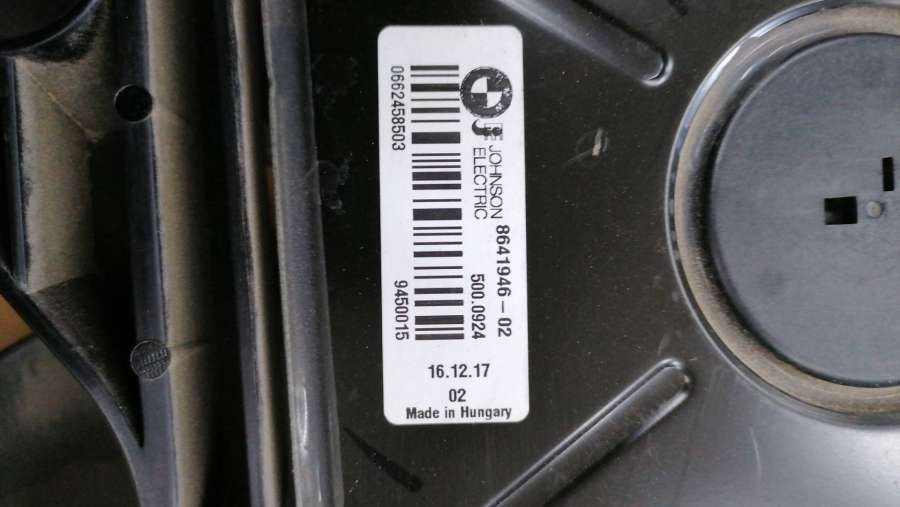 JOHNSON
ELECTRIC
8641946-02
500.0924
0662458503
9450015
16.12.17
02
Made in Hungary